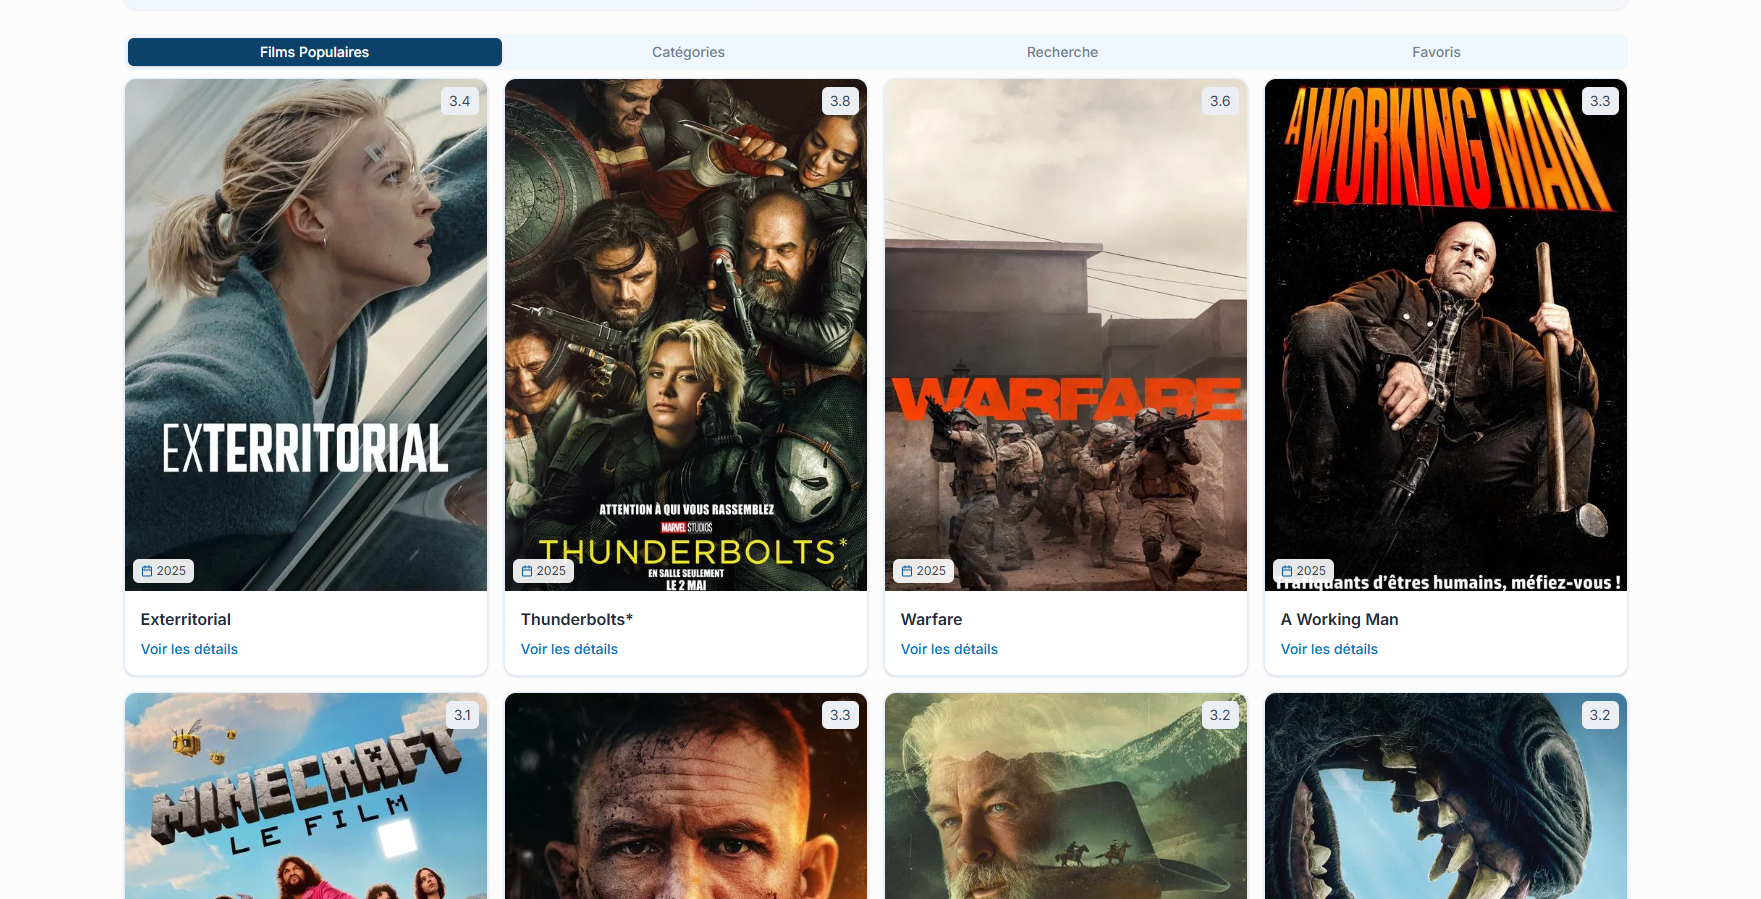 Films Populaires
Catégories
Recherche
Favoris
3.4
EXTERRITORIAL
2025
Exterritorial
Voir les détails
3.8
ATTENTION À QUI VOUS RASSEMBLEZ
MARVEL STUDIOS
THUNDERBOLTS*
EN SALLE SEULEMENT
LE 2 MAI
2025
Thunderbolts*
Voir les détails
3.6
WARFARE
2025
Warfare
Voir les détails
3.3
A WORKING MAN
2025
Trafiquants d'êtres humains, méfiez-vous !
A Working Man
Voir les détails
3.1
MINECRAFT
LE FILM
3.3
3.2
3.2